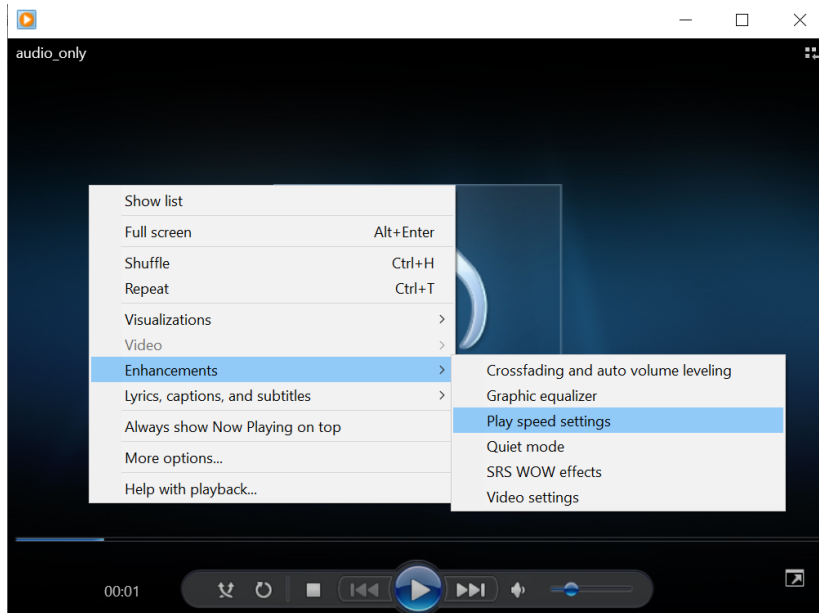 audio_only
Show list
Full screen Alt+Enter
Shuffle Ctrl+H
Repeat Ctrl+T
Visualizations
Video
Enhancements
Lyrics, captions, and subtitles
Always show Now Playing on top
More options...
Help with playback...
Crossfading and auto volume leveling
Graphic equalizer
Play speed settings
Quiet mode
SRS WOW effects
Video settings
00:01